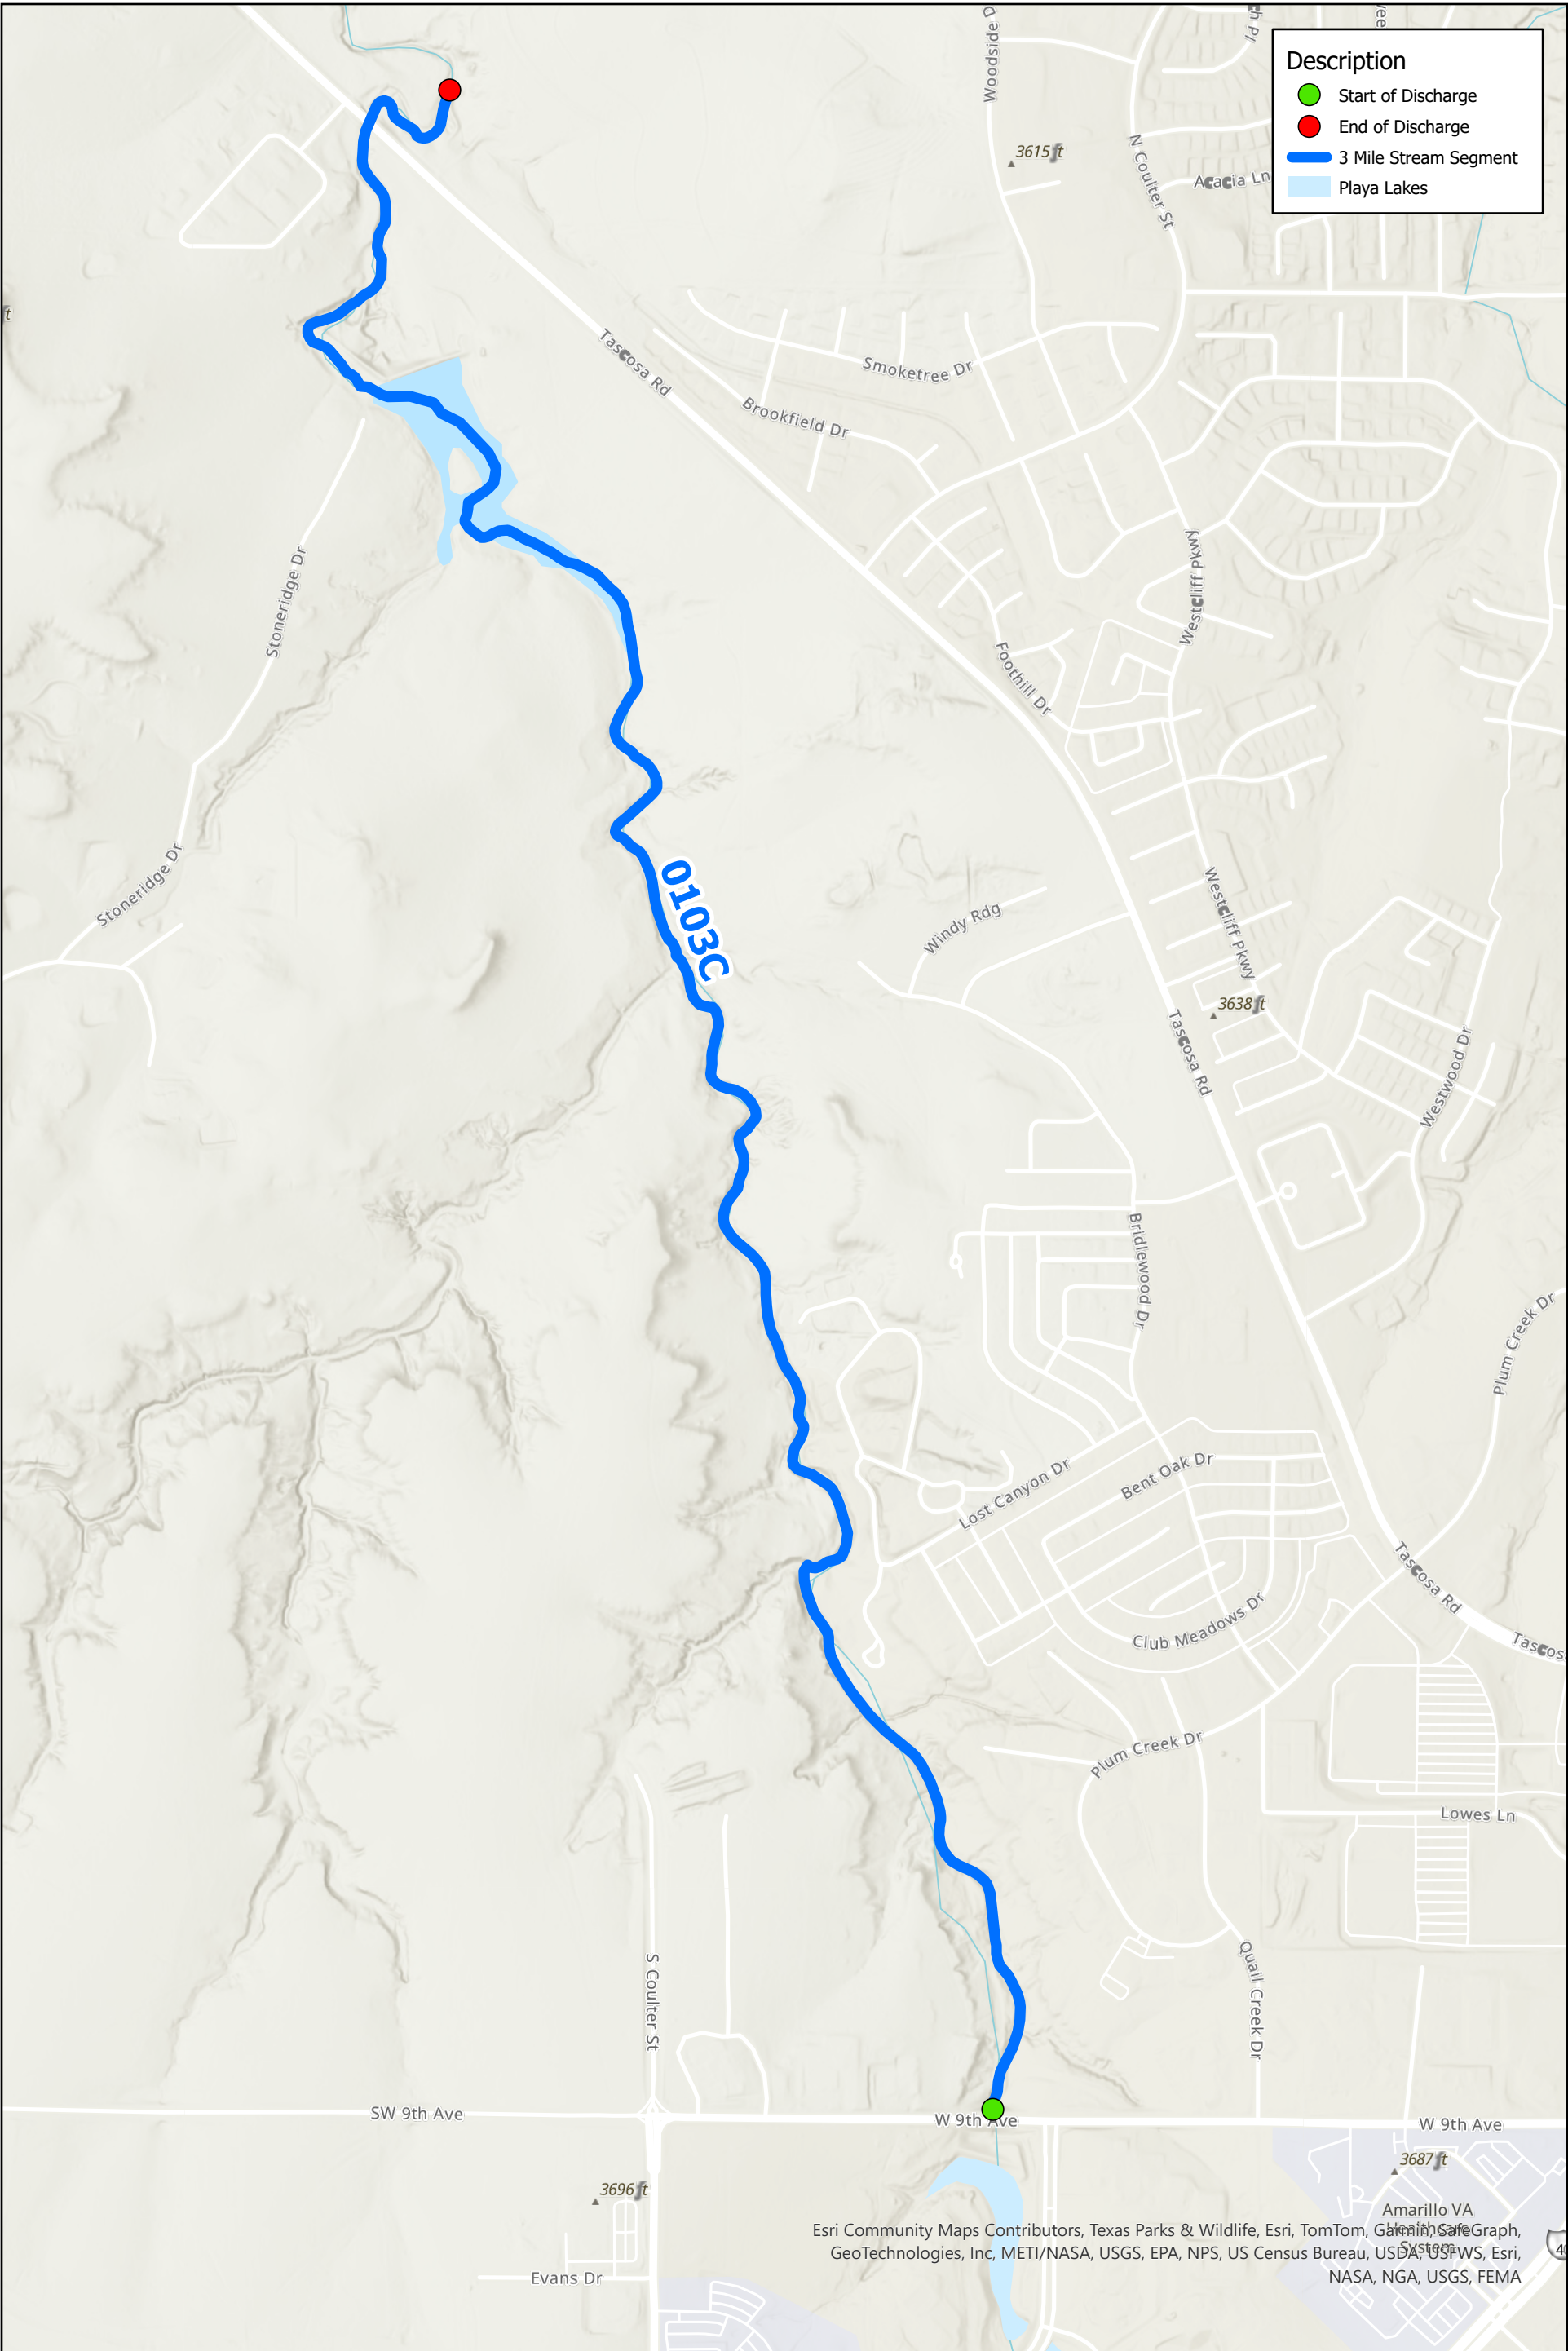 Woodside D
h Pl
Description
Start of Discharge
End of Discharge
3 Mile Stream Segment
Playa Lakes
3615 ft
N Coulter St
Acacia Ln
ft
Tascosa Rd
Smoketree Dr
Brookfield Dr
Stoneridge Dr
Westcliff Pkwy
Foothill Dr
Stoneridge Dr
0103C
Windy Rdg
Westcliff Pkwy
3638 ft
Tascosa Rd
Westwood Dr
Bridlewood Dr
Plum Creek Dr
Lost Canyon Dr
Bent Oak Dr
Tascosa Rd
Club Meadows Dr
Tascos
Plum Creek Dr
Lowes Ln
S Coulter St
Quail Creek Dr
SW 9th Ave
W 9th Ave
W 9th Ave
3687 ft
3696 ft
Amarillo VA
Healthcare
System
Esri Community Maps Contributors, Texas Parks & Wildlife, Esri, TomTom, Garmin, SafeGraph,
GeoTechnologies, Inc, METI/NASA, USGS, EPA, NPS, US Census Bureau, USDA, USFWS, Esri,
NASA, NGA, USGS, FEMA
Evans Dr